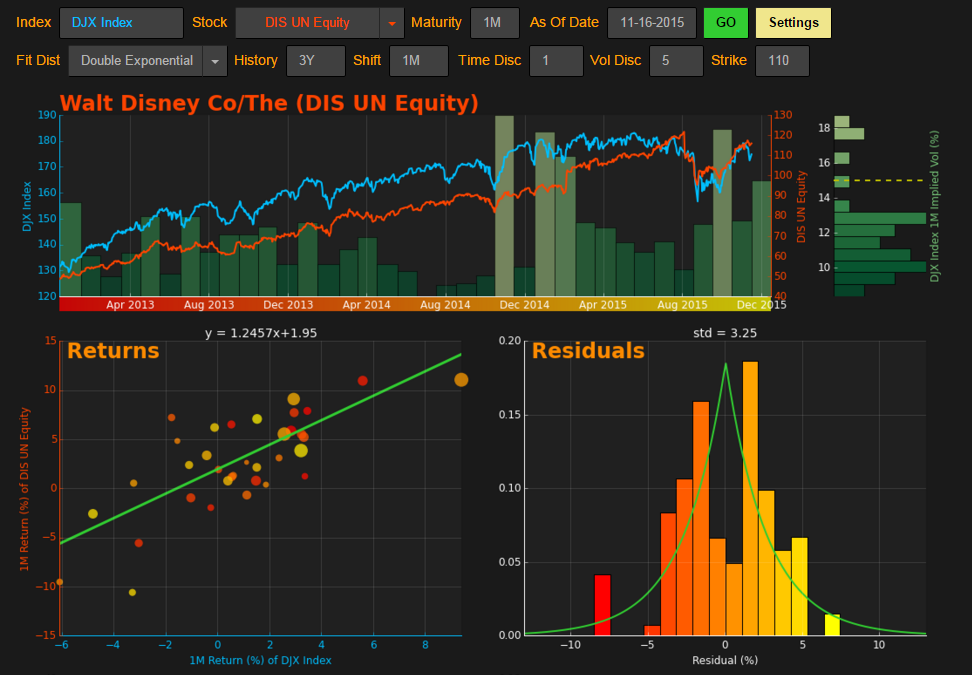 Index DJX Index Stock DIS UN Equity Maturity 1M As Of Date 11-16-2015 GO Settings
Fit Dist Double Exponential History 3Y Shift 1M Time Disc 1 Vol Disc 5 Strike 110
Walt Disney Co/The (DIS UN Equity)
190
180
170
160
150
140
130
120
DJX Index
130
120
110
100
90
80
70
60
50
40
DIS UN Equity
Apr 2013 Aug 2013 Dec 2013 Apr 2014 Aug 2014 Dec 2014 Apr 2015 Aug 2015 Dec 2015
18
16
14
12
10
DJX Index 1M Implied Vol (%)
y = 1.2457x+1.95
Returns
15
10
5
0
−5
−10
−15
1M Return (%) of DIS UN Equity
−6 −4 −2 0 2 4 6 8
1M Return (%) of DJX Index
std = 3.25
Residuals
0.20
0.15
0.10
0.05
0.00
−10 −5 0 5 10
Residual (%)